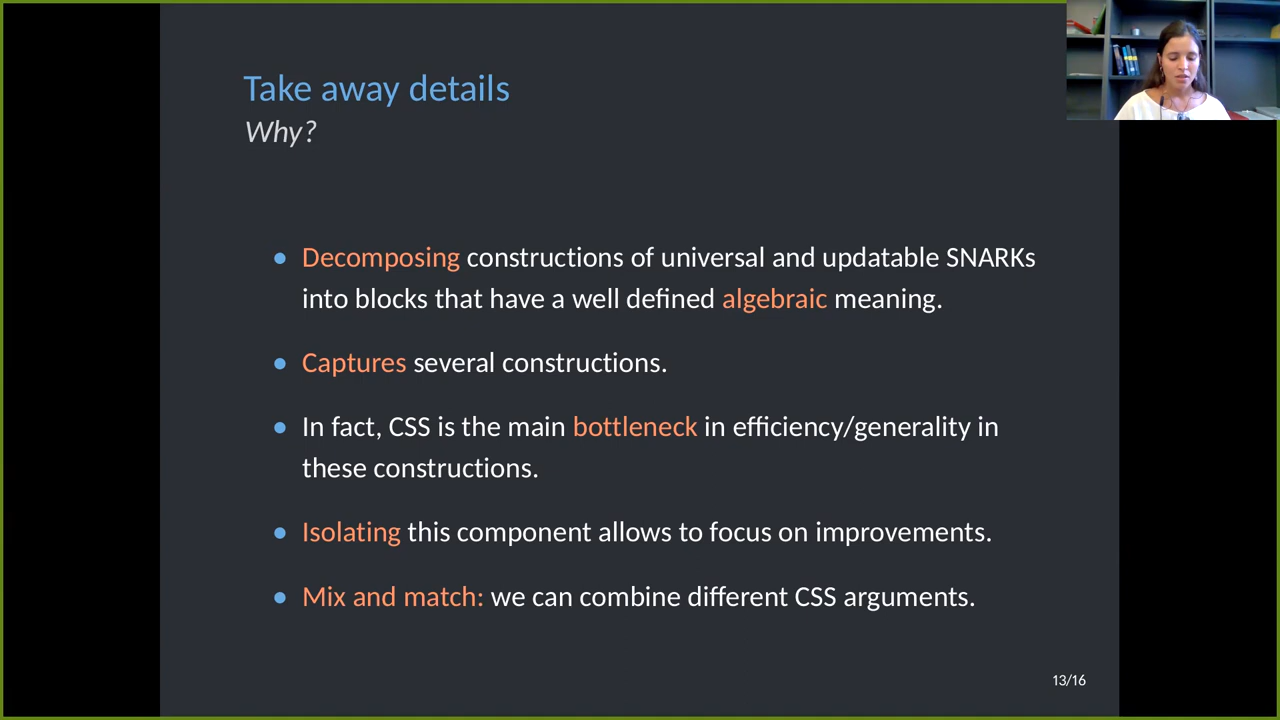 Take away details
Why?
• Decomposing constructions of universal and updatable SNARKs
into blocks that have a well defined algebraic meaning.
• Captures several constructions.
• In fact, CSS is the main bottleneck in efficiency/generality in
these constructions.
• Isolating this component allows to focus on improvements.
• Mix and match: we can combine different CSS arguments.
13/16